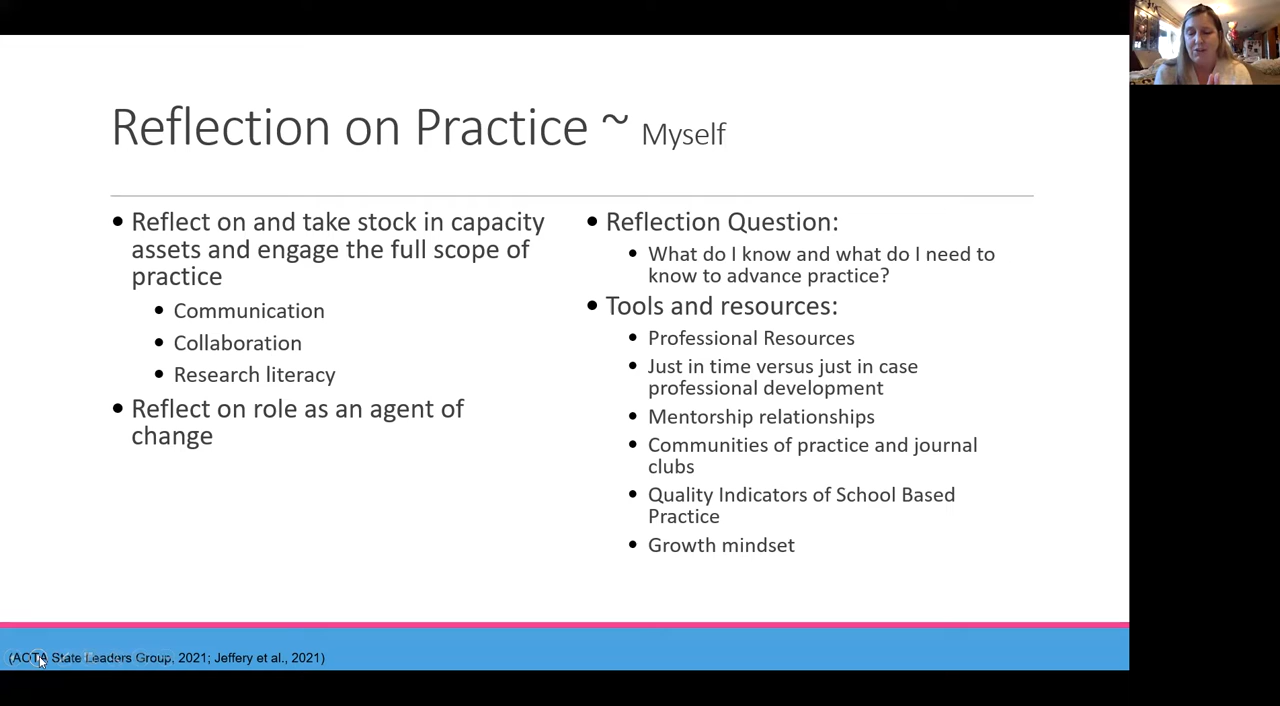 Reflection on Practice ~ Myself
• Reflect on and take stock in capacity
assets and engage the full scope of
practice
• Communication
• Collaboration
• Research literacy
• Reflect on role as an agent of
change
• Reflection Question:
• What do I know and what do I need to
know to advance practice?
• Tools and resources:
• Professional Resources
• Just in time versus just in case
professional development
• Mentorship relationships
• Communities of practice and journal
clubs
• Quality Indicators of School Based
Practice
• Growth mindset
(AOTA State Leaders Group, 2021; Jeffery et al., 2021)